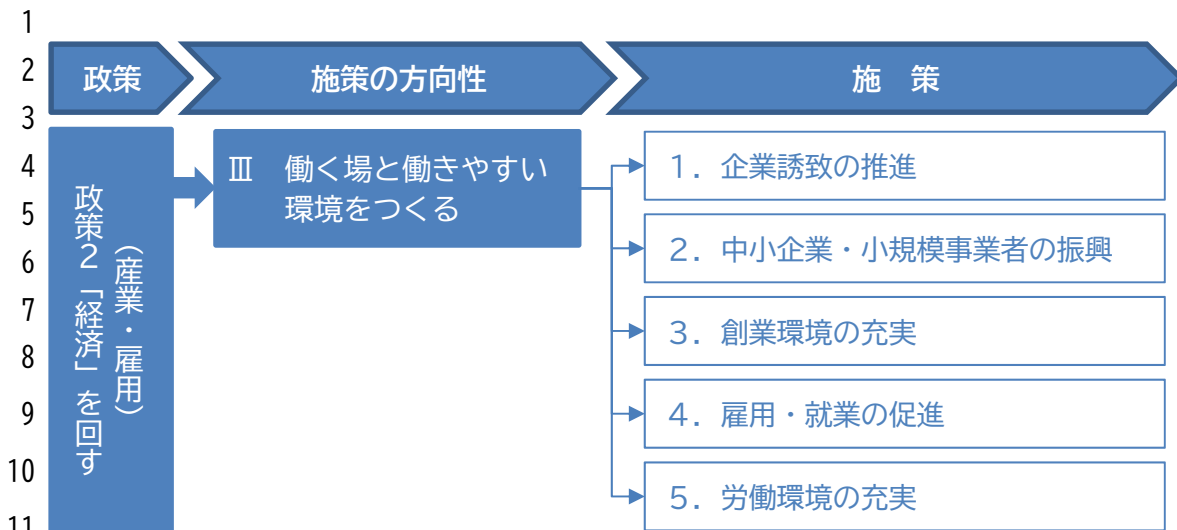 1
2
3
4
5
6
7
8
9
10
11
政策
施策の方向性
施　策
政策２「経済」を回す
（産業・雇用）
Ⅲ　働く場と働きやすい
環境をつくる
１．企業誘致の推進
２．中小企業・小規模事業者の振興
３．創業環境の充実
４．雇用・就業の促進
５．労働環境の充実